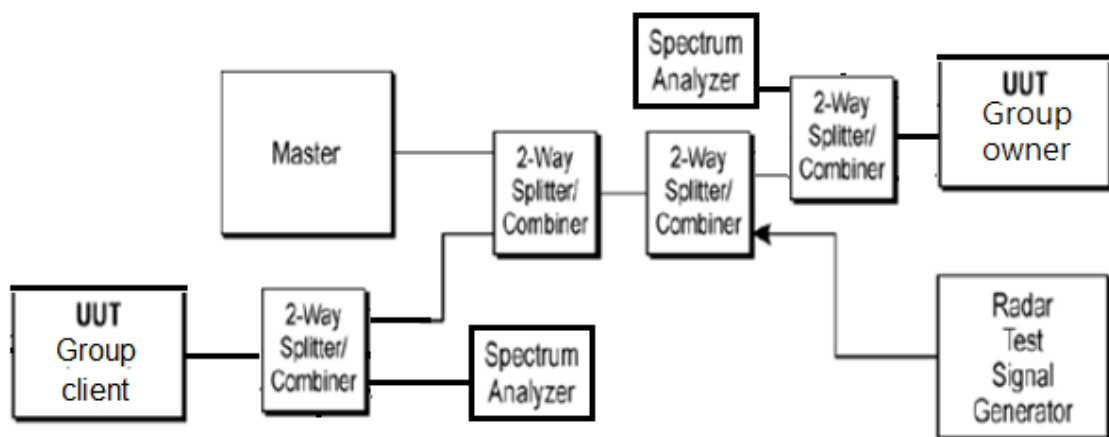 Spectrum
Analyzer
2-Way
Splitter/
Combiner
UUT
Group
owner
Master
2-Way
Splitter/
Combiner
2-Way
Splitter/
Combiner
UUT
Group
client
2-Way
Splitter/
Combiner
Spectrum
Analyzer
Radar
Test
Signal
Generator